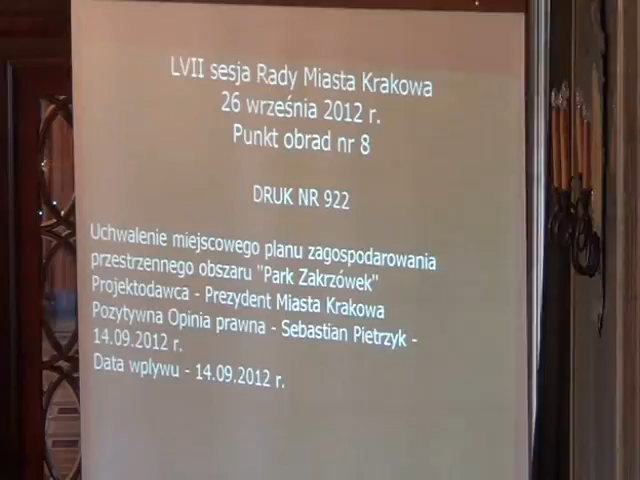 LVII sesja Rady Miasta Krakowa
26 września 2012 r.
Punkt obrad nr 8
DRUK NR 922
Uchwalenie miejscowego planu zagospodarowania
przestrzennego obszaru "Park Zakrzówek"
Projektodawca - Prezydent Miasta Krakowa
Pozytywna Opinia prawna - Sebastian Pietrzyk -
14.09.2012 r.
Data wplywu - 14.09.2012 r.